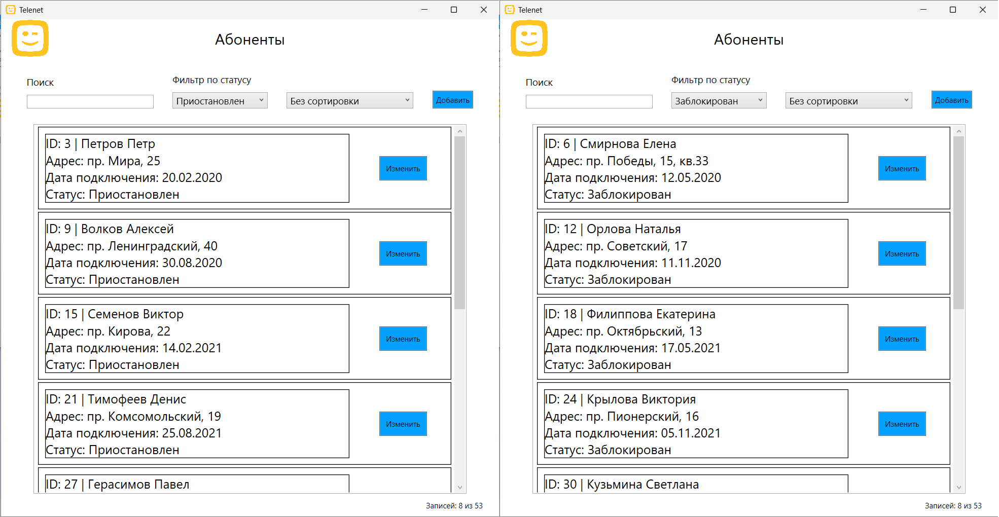 Telenet
Абоненты
Поиск
Фильтр по статусу
Приостановлен
Без сортировки
Добавить
ID: 3 | Петров Петр
Адрес: пр. Мира, 25
Дата подключения: 20.02.2020
Статус: Приостановлен
Изменить
ID: 9 | Волков Алексей
Адрес: пр. Ленинградский, 40
Дата подключения: 30.08.2020
Статус: Приостановлен
Изменить
ID: 15 | Семенов Виктор
Адрес: пр. Кирова, 22
Дата подключения: 14.02.2021
Статус: Приостановлен
Изменить
ID: 21 | Тимофеев Денис
Адрес: пр. Комсомольский, 19
Дата подключения: 25.08.2021
Статус: Приостановлен
Изменить
ID: 27 | Герасимов Павел
Записей: 8 из 53
Telenet
Абоненты
Поиск
Фильтр по статусу
Заблокирован
Без сортировки
Добавить
ID: 6 | Смирнова Елена
Адрес: пр. Победы, 15, кв.33
Дата подключения: 12.05.2020
Статус: Заблокирован
Изменить
ID: 12 | Орлова Наталья
Адрес: пр. Советский, 17
Дата подключения: 11.11.2020
Статус: Заблокирован
Изменить
ID: 18 | Филиппова Екатерина
Адрес: пр. Октябрьский, 13
Дата подключения: 17.05.2021
Статус: Заблокирован
Изменить
ID: 24 | Крылова Виктория
Адрес: пр. Пионерский, 16
Дата подключения: 05.11.2021
Статус: Заблокирован
Изменить
ID: 30 | Кузьмина Светлана
Записей: 8 из 53